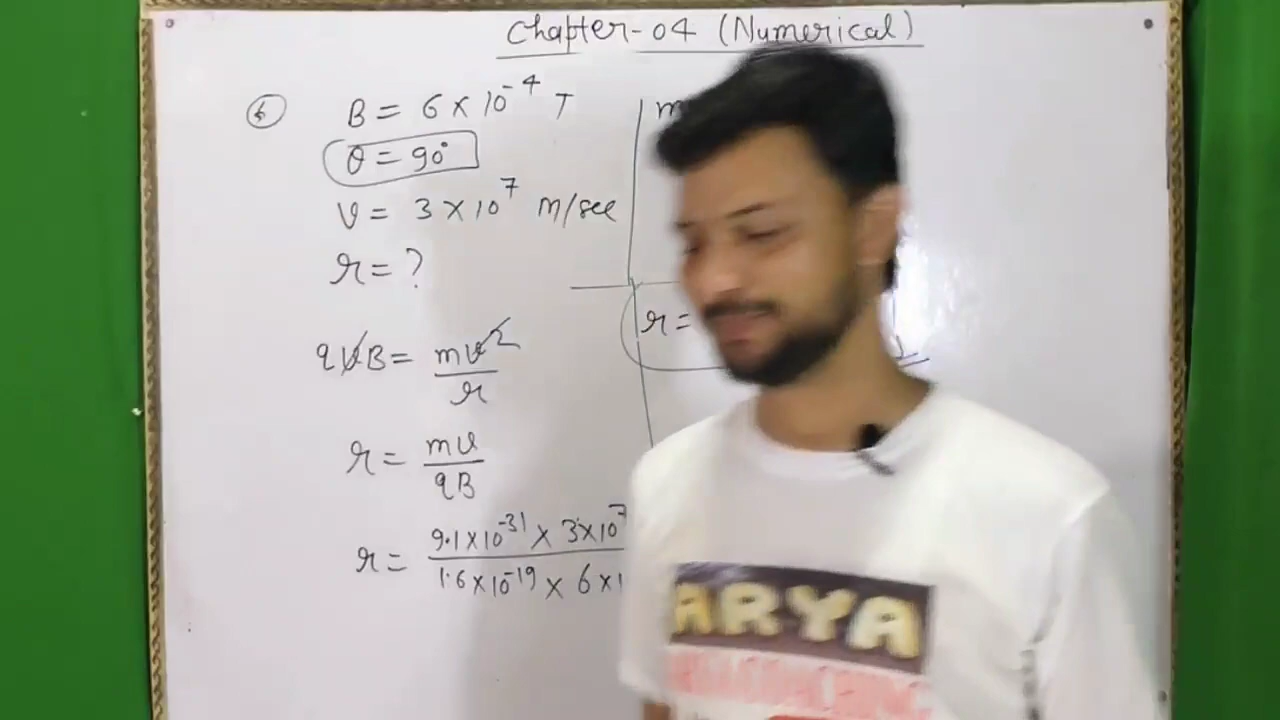 Chapter-04 (Numerical)
6 B = 6 × 10⁻⁴ T
θ = 90°
v = 3 × 10⁷ m/sec
r = ?
qvB = mv²/r
r = mv/qB
r = 9.1×10⁻³¹ × 3×10⁷ / 1.6×10⁻¹⁹ × 6×1
m
r =
ARYA